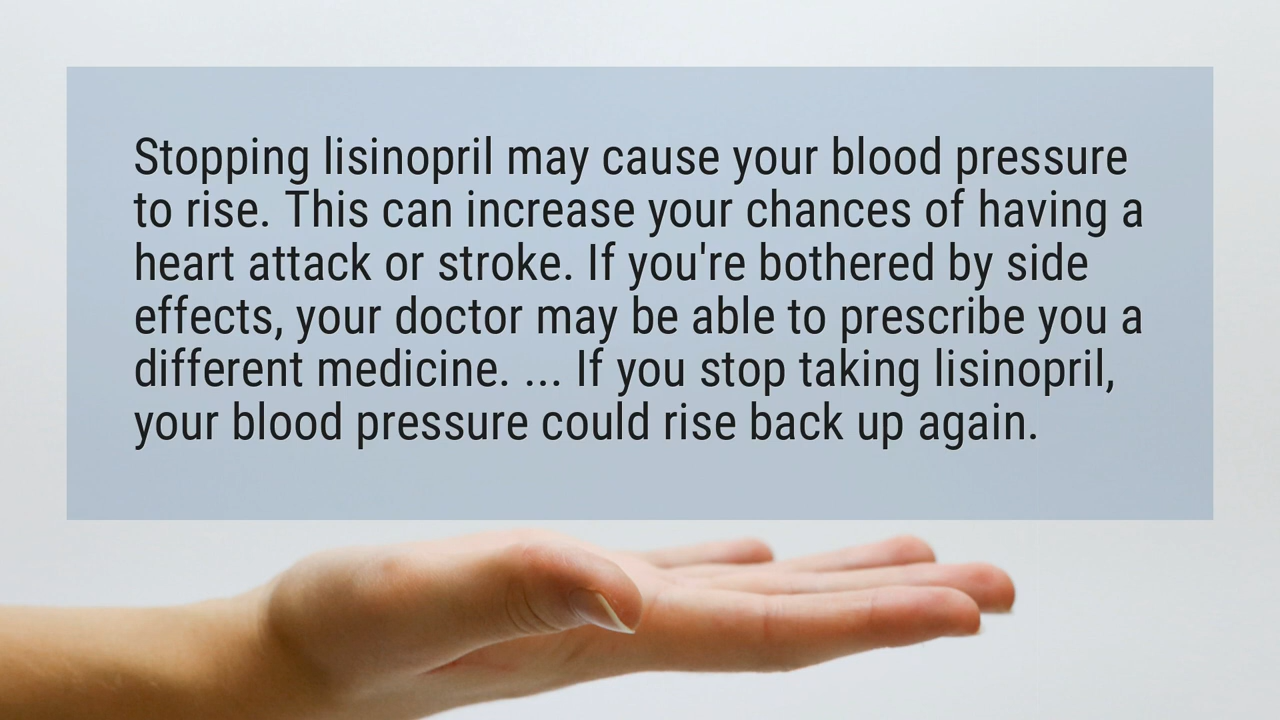 Stopping lisinopril may cause your blood pressure
to rise. This can increase your chances of having a
heart attack or stroke. If you're bothered by side
effects, your doctor may be able to prescribe you a
different medicine. ... If you stop taking lisinopril,
your blood pressure could rise back up again.